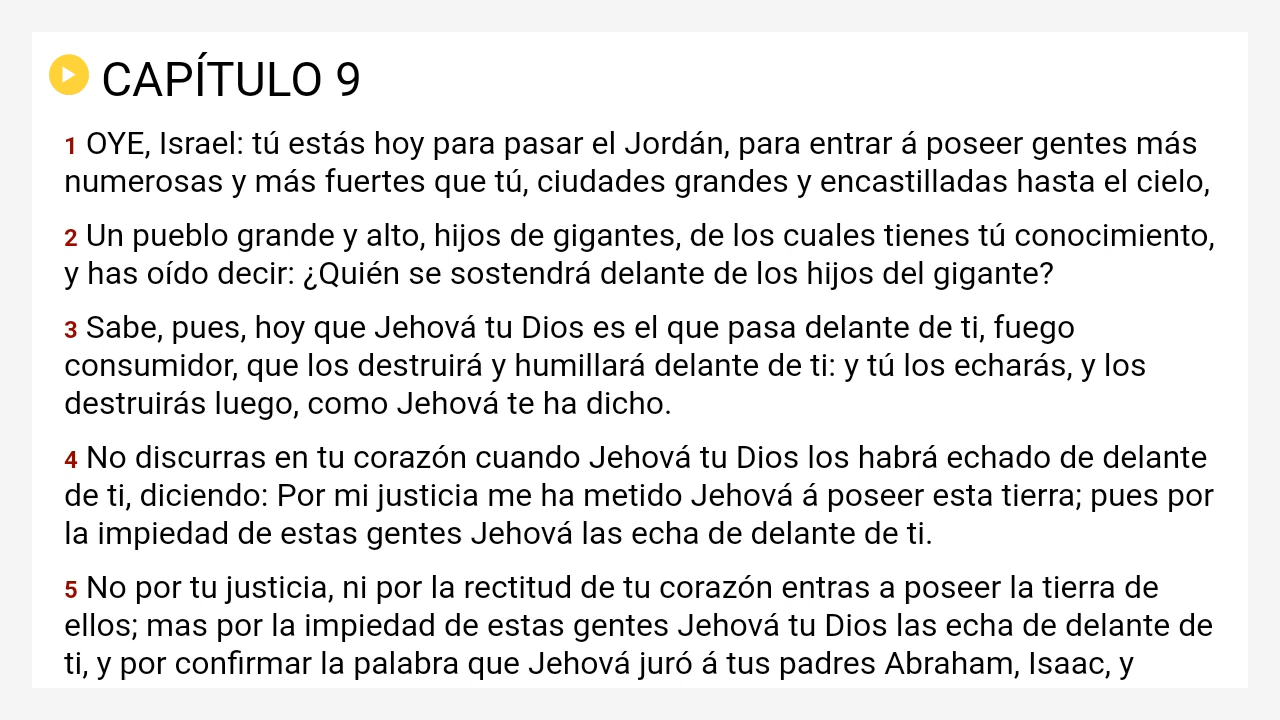 CAPÍTULO 9
1 OYE, Israel: tú estás hoy para pasar el Jordán, para entrar á poseer gentes más
numerosas y más fuertes que tú, ciudades grandes y encastilladas hasta el cielo,
2 Un pueblo grande y alto, hijos de gigantes, de los cuales tienes tú conocimiento,
y has oído decir: ¿Quién se sostendrá delante de los hijos del gigante?
3 Sabe, pues, hoy que Jehová tu Dios es el que pasa delante de ti, fuego
consumidor, que los destruirá y humillará delante de ti: y tú los echarás, y los
destruirás luego, como Jehová te ha dicho.
4 No discurras en tu corazón cuando Jehová tu Dios los habrá echado de delante
de ti, diciendo: Por mi justicia me ha metido Jehová á poseer esta tierra; pues por
la impiedad de estas gentes Jehová las echa de delante de ti.
5 No por tu justicia, ni por la rectitud de tu corazón entras a poseer la tierra de
ellos; mas por la impiedad de estas gentes Jehová tu Dios las echa de delante de
ti, y por confirmar la palabra que Jehová juró á tus padres Abraham, Isaac, y